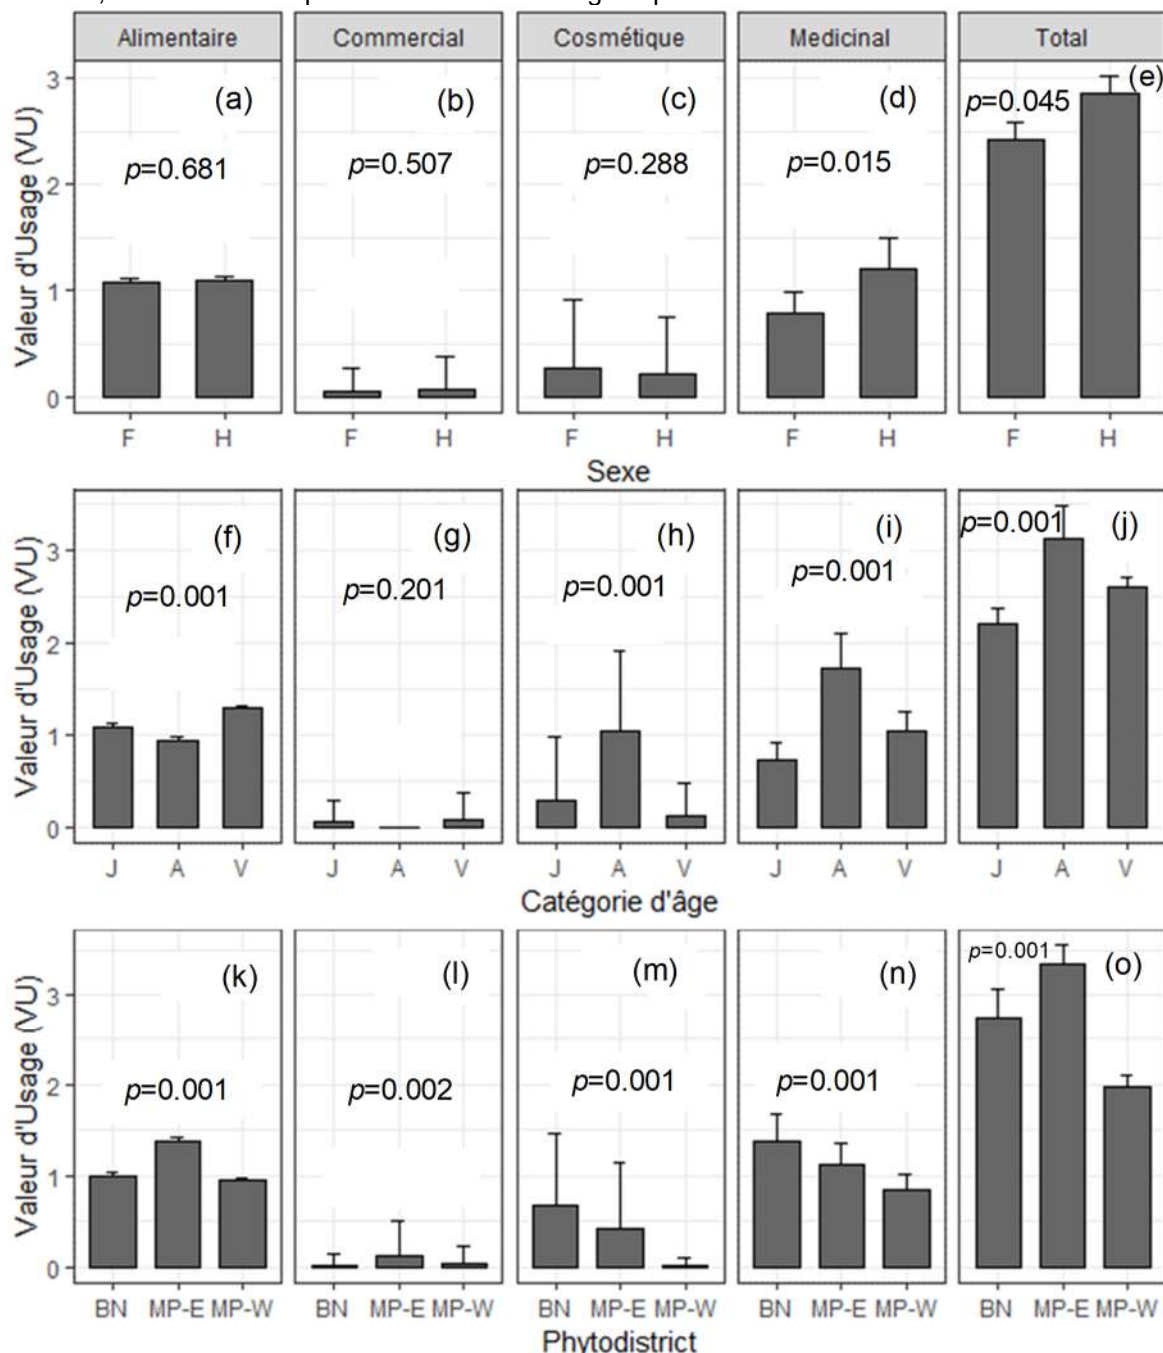 Alimentaire Commercial Cosmétique Medicinal Total
(a) (b) (c) (d) (e)
p=0.681 p=0.507 p=0.288 p=0.015 p=0.045
Valeur d'Usage (VU)
3
2
1
0
F H F H F H F H F H
Sexe
(f) (g) (h) (i) (j)
p=0.001 p=0.201 p=0.001 p=0.001 p=0.001
Valeur d'Usage (VU)
3
2
1
0
J A V J A V J A V J A V J A V
Catégorie d'âge
(k) (l) (m) (n) (o)
p=0.001 p=0.002 p=0.001 p=0.001 p=0.001
Valeur d'Usage (VU)
3
2
1
0
BN MP-E MP-W BN MP-E MP-W BN MP-E MP-W BN MP-E MP-W BN MP-E MP-W
Phytodistrict